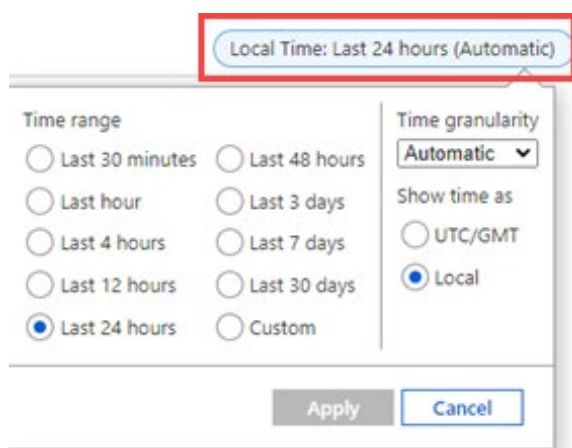 Local Time: Last 24 hours (Automatic)
Time range
Last 30 minutes
Last hour
Last 4 hours
Last 12 hours
Last 24 hours
Last 48 hours
Last 3 days
Last 7 days
Last 30 days
Custom
Time granularity
Automatic
Show time as
UTC/GMT
Local
Apply
Cancel